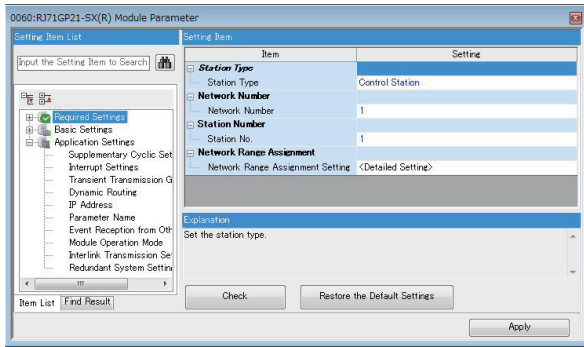 0060:RJ71GP21-SX(R) Module Parameter
Setting Item List
Input the Setting Item to Search
Required Settings
Basic Settings
Application Settings
Supplementary Cyclic Set
Interrupt Settings
Transient Transmission G
Dynamic Routing
IP Address
Parameter Name
Event Reception from Oth
Module Operation Mode
Interlink Transmission Se
Redundant System Settin
Item List
Find Result
Setting Item
Item Setting
Station Type
Station Type Control Station
Network Number
Network Number 1
Station Number
Station No. 1
Network Range Assignment
Network Range Assignment Setting <Detailed Setting>
Explanation
Set the station type.
Check
Restore the Default Settings
Apply